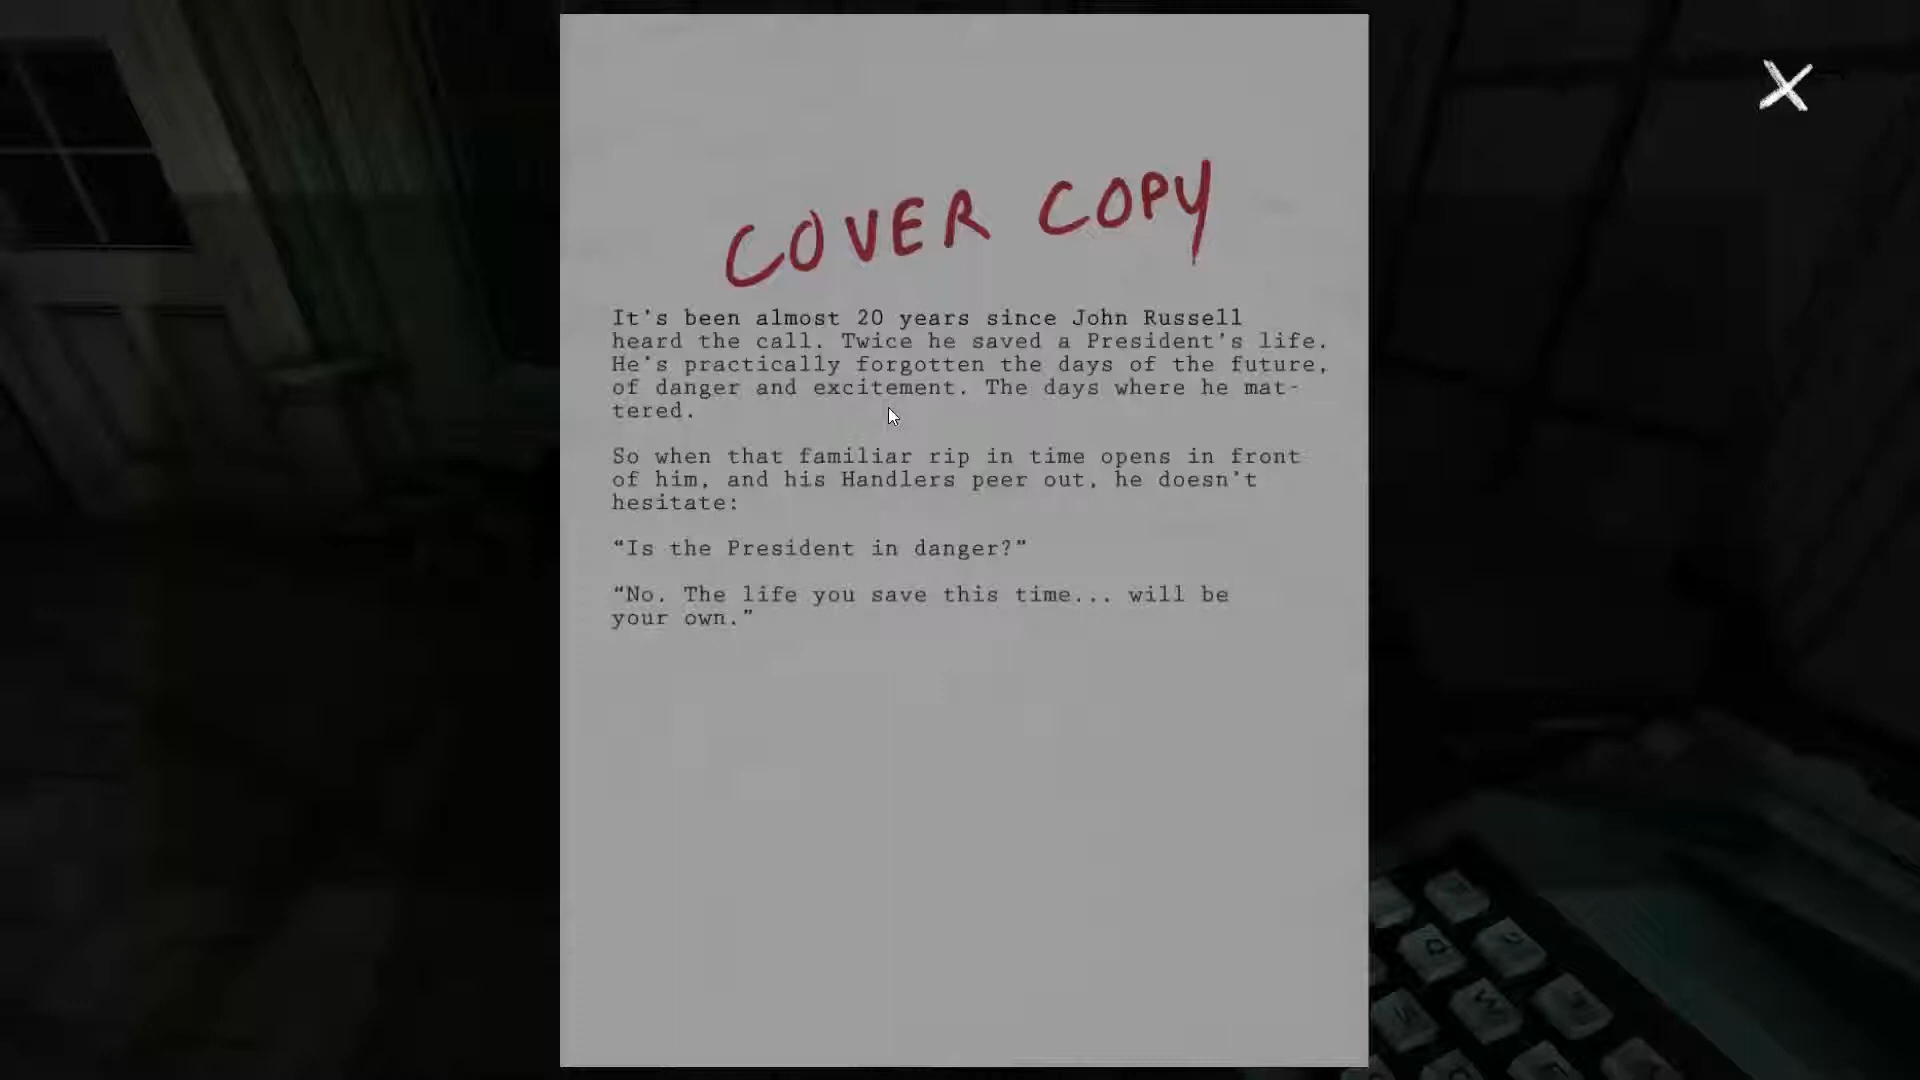 COVER COPY
It's been almost 20 years since John Russell
heard the call. Twice he saved a President's life.
He's practically forgotten the days of the future,
of danger and excitement. The days where he mat-
tered.
So when that familiar rip in time opens in front
of him, and his Handlers peer out, he doesn't
hesitate:
“Is the President in danger?”
“No. The life you save this time... will be
your own.”